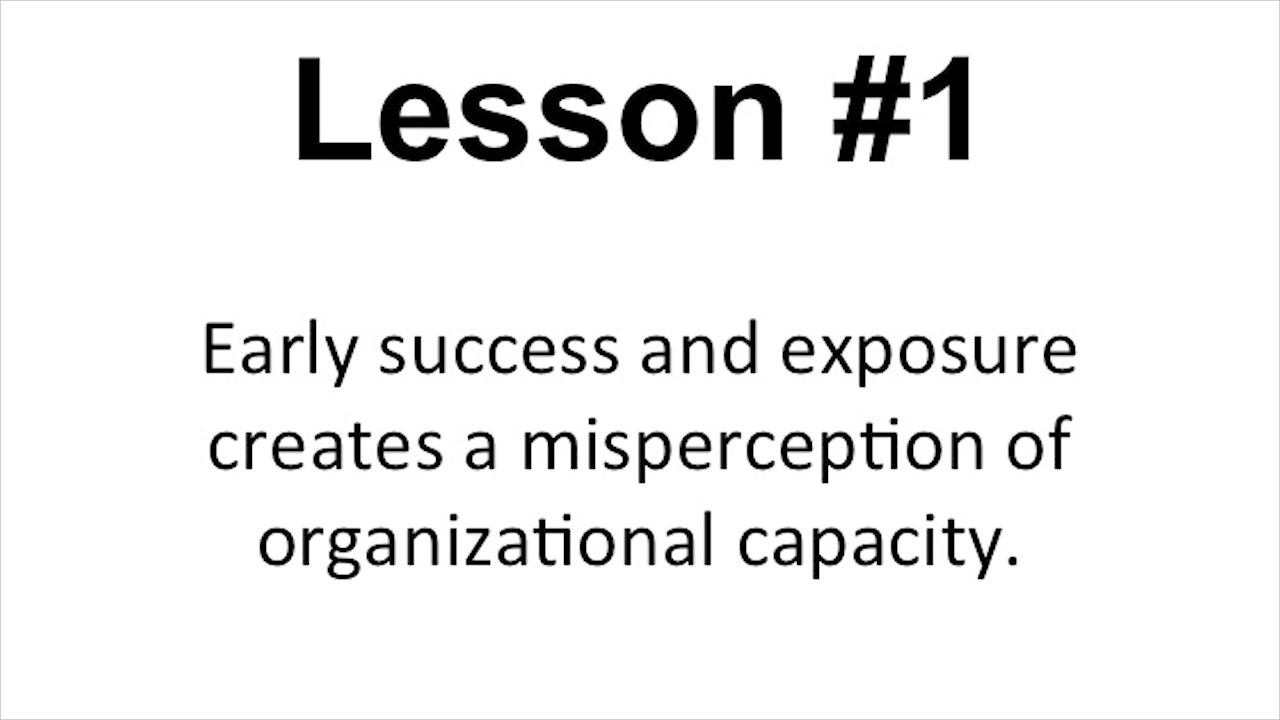 Lesson #1
Early success and exposure
creates a misperception of
organizational capacity.